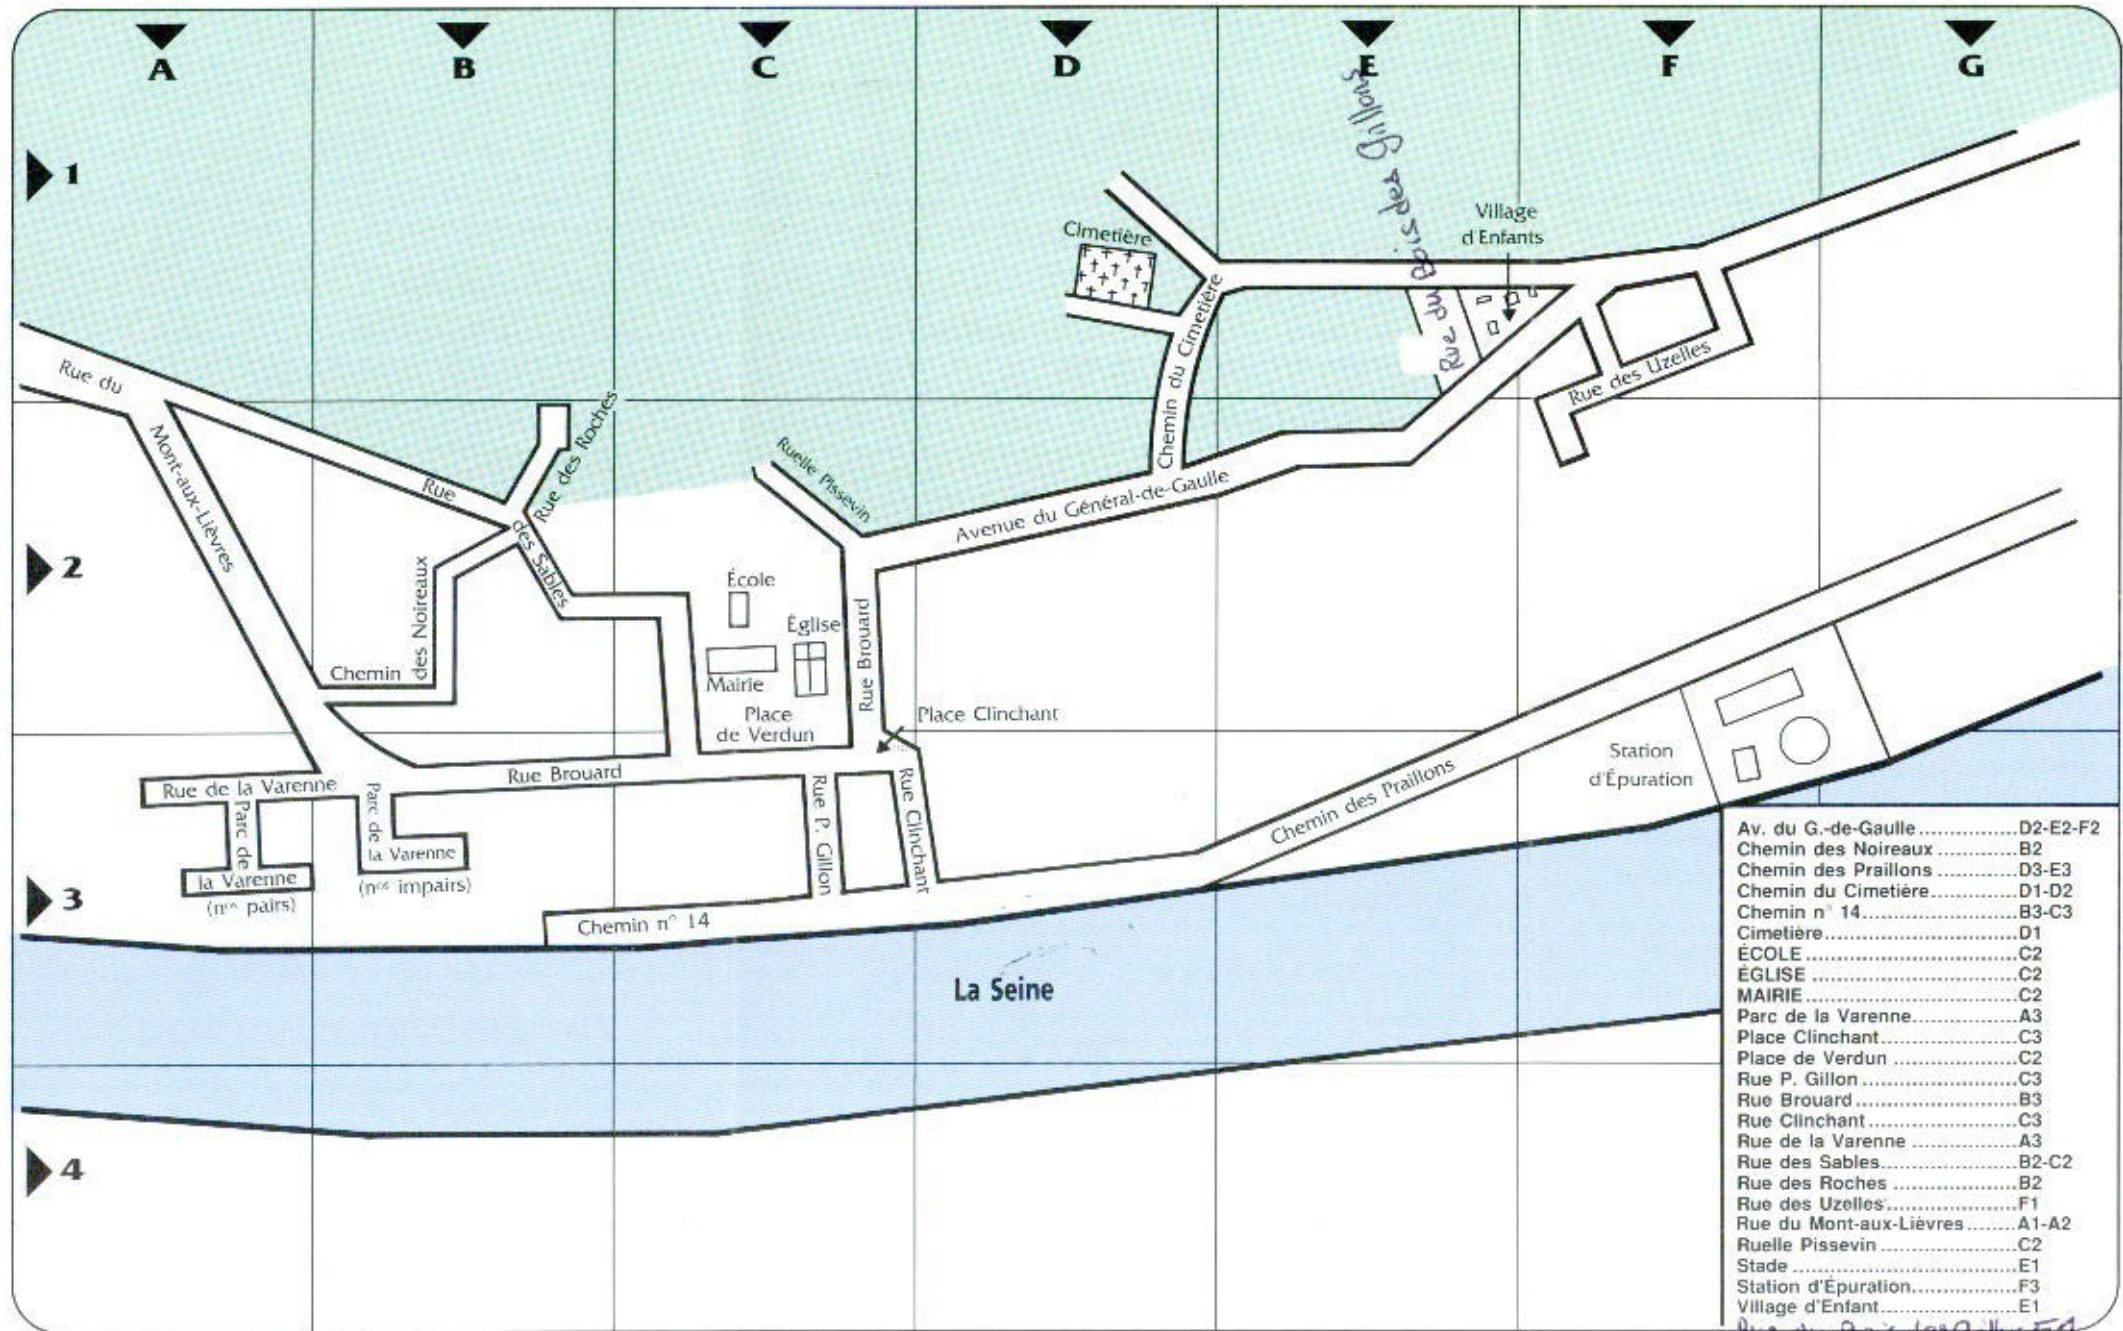 A
B
C
D
E
F
G
1
2
3
4
Rue du Bois des Gillons
Village
d'Enfants
Cimetière
Chemin du Cimetière
Rue des Uzelles
Rue du
Mont-aux-Lièvres
Rue
des Sables
Rue des Roches
Ruelle Pissevin
Avenue du Général-de-Gaulle
École
Église
Mairie
Place
de Verdun
Rue Brouard
Place Clinchant
Chemin
des Noireaux
Rue Brouard
Rue de la Varenne
Parc de
la Varenne
(nos pairs)
Parc de
la Varenne
(nos impairs)
Rue P. Gillon
Rue Clinchant
Chemin n° 14
Chemin des Praillons
Station
d'Épuration
La Seine
Av. du G.-de-Gaulle...............D2-E2-F2
Chemin des Noireaux ............B2
Chemin des Praillons .............D3-E3
Chemin du Cimetière.............D1-D2
Chemin n° 14........................B3-C3
Cimetière..............................D1
ÉCOLE .................................C2
ÉGLISE ................................C2
MAIRIE.................................C2
Parc de la Varenne................A3
Place Clinchant.....................C3
Place de Verdun ...................C2
Rue P. Gillon ........................C3
Rue Brouard.........................B3
Rue Clinchant.......................C3
Rue de la Varenne ................A3
Rue des Sables.....................B2-C2
Rue des Roches ...................B2
Rue des Uzelles....................F1
Rue du Mont-aux-Lièvres .......A1-A2
Ruelle Pissevin .....................C2
Stade ...................................E1
Station d'Épuration................F3
Village d'Enfant.....................E1